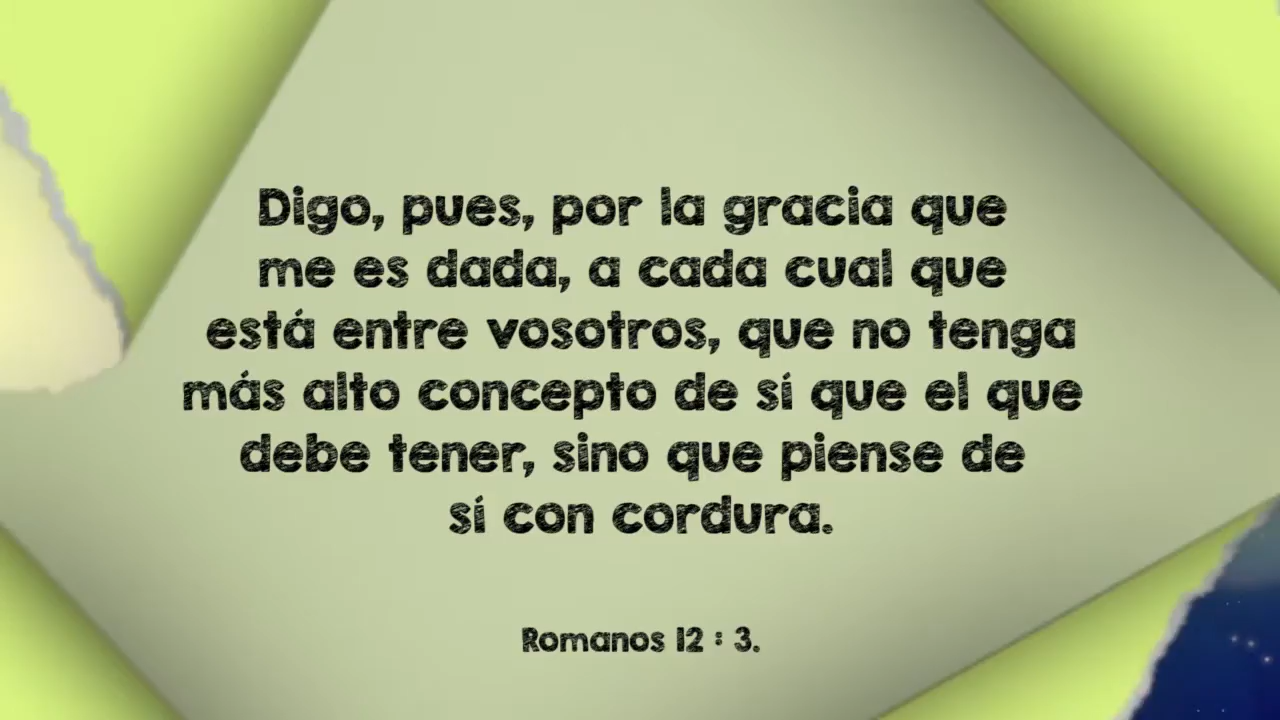 Digo, pues, por la gracia que
me es dada, a cada cual que
está entre vosotros, que no tenga
más alto concepto de sí que el que
debe tener, sino que piense de
sí con cordura.
Romanos 12 : 3.